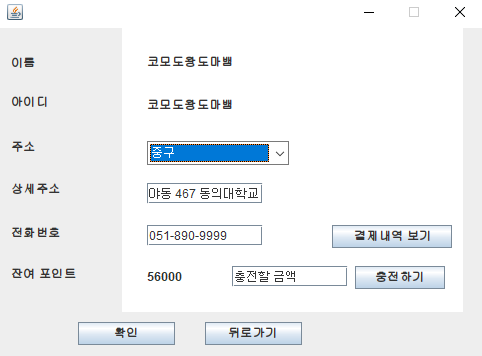 이름 코모도왕도마뱀
아이디 코모도왕도마뱀
주소 중구
상세주소 야동 467 동의대학교
전화번호 051-890-9999 결제내역 보기
잔여 포인트 56000 충전할 금액 충전하기
확인 뒤로가기